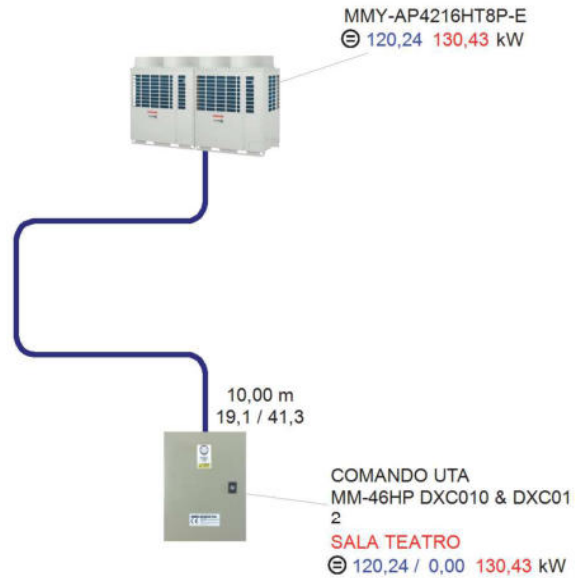 MMY-AP4216HT8P-E
120,24 130,43 kW
10,00 m
19,1 / 41,3
COMANDO UTA
MM-46HP DXC010 & DXC01
2
SALA TEATRO
120,24 / 0,00 130,43 kW